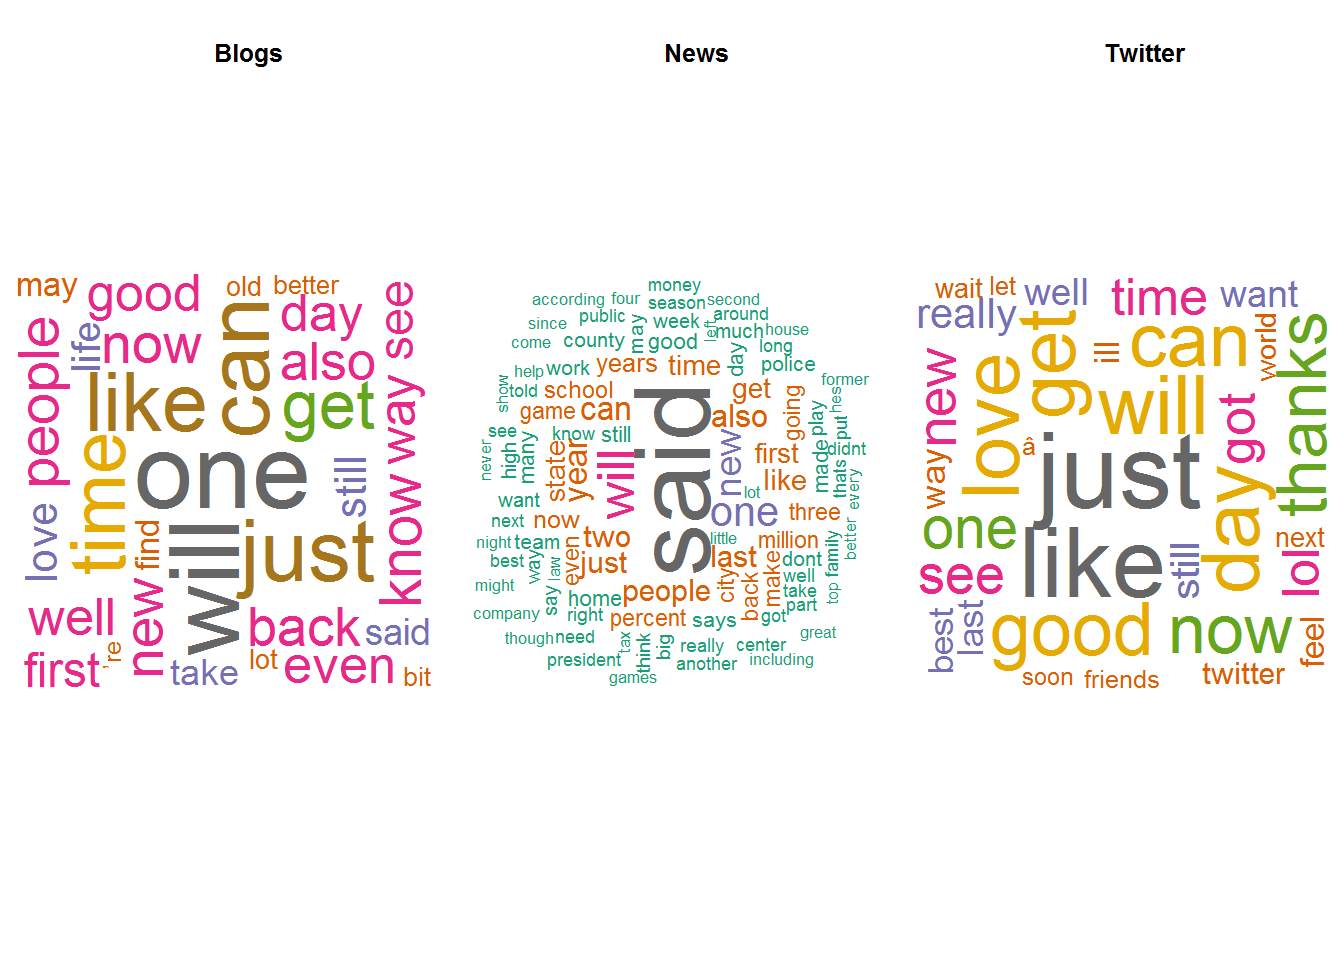 Blogs
may
good
old
better
day
see
people
life
now
can
also
like
get
way
time
one
still
love
find
will
just
know
well
new
back
said
first
're
take
lot
even
bit
News
money
according
four
season
second
since
public
may
week
left
around
much
house
come
county
good
long
help
work
years
time
day
police
show
told
school
get
former
hes
game
can
said
also
going
play
put
see
know
still
new
first
didnt
never
high
many
state
year
will
like
made
thats
every
want
lot
one
three
next
now
two
little
million
better
night
team
even
just
last
dont
best
way
law
people
city
back
make
well
family
top
might
say
home
take
part
company
right
percent
says
got
though
need
tax
think
big
really
center
great
president
another
including
games
Twitter
wait
let
well
time
want
really
get
ill
can
world
new
love
will
thanks
way
â
just
day
got
one
like
still
next
see
lol
best
last
good
now
feel
soon
friends
twitter